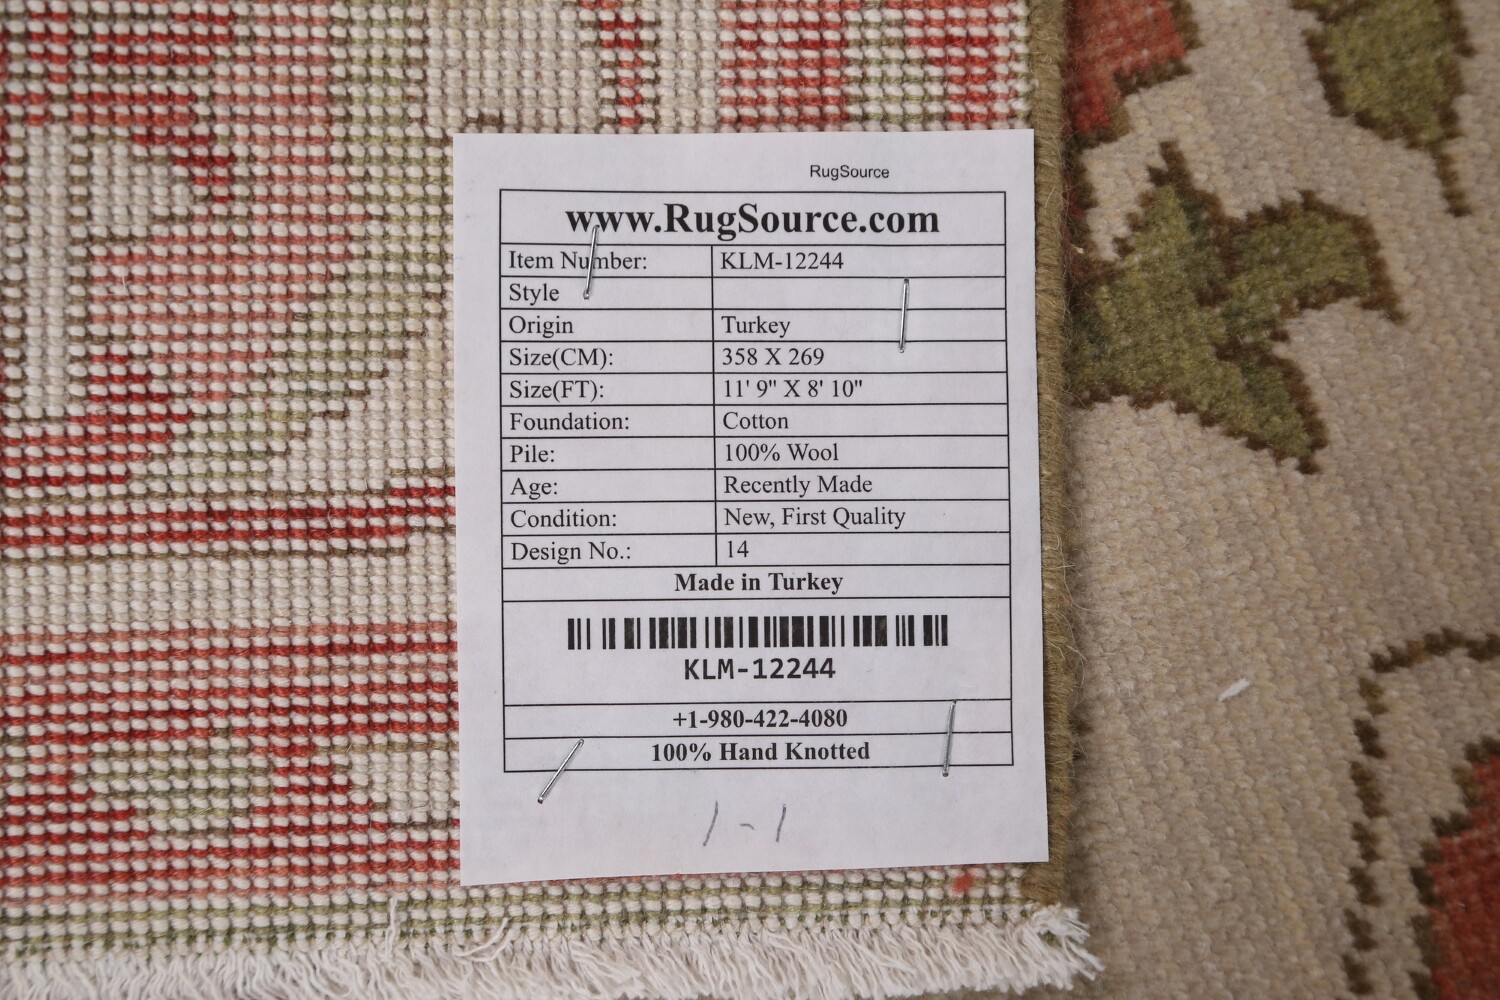 RugSource
www.RugSource.com
Item Number: KLM-12244
Style
Origin Turkey
Size(CM): 358 X 269
Size(FT): 11' 9" X 8' 10"
Foundation: Cotton
Pile: 100% Wool
Age: Recently Made
Condition: New, First Quality
Design No.: 14
Made in Turkey
KLM-12244
+1-980-422-4080
100% Hand Knotted
1-1